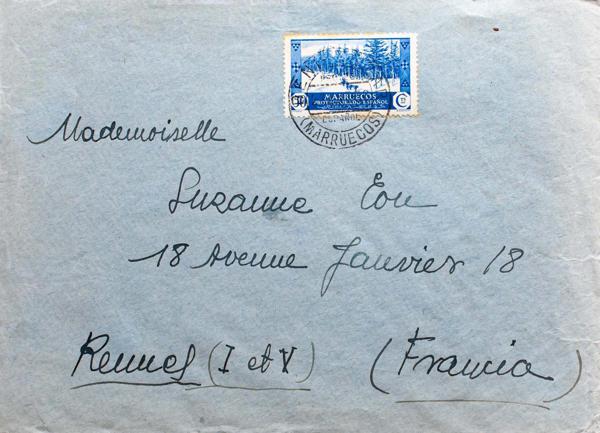 MARRUECOS
PROTECTORADO ESPAÑOL
(MARRUECOS)
Mademoiselle
Suzanne Eon
18 Avenue Janvier 18
Rennes (I et V)
(Francia)